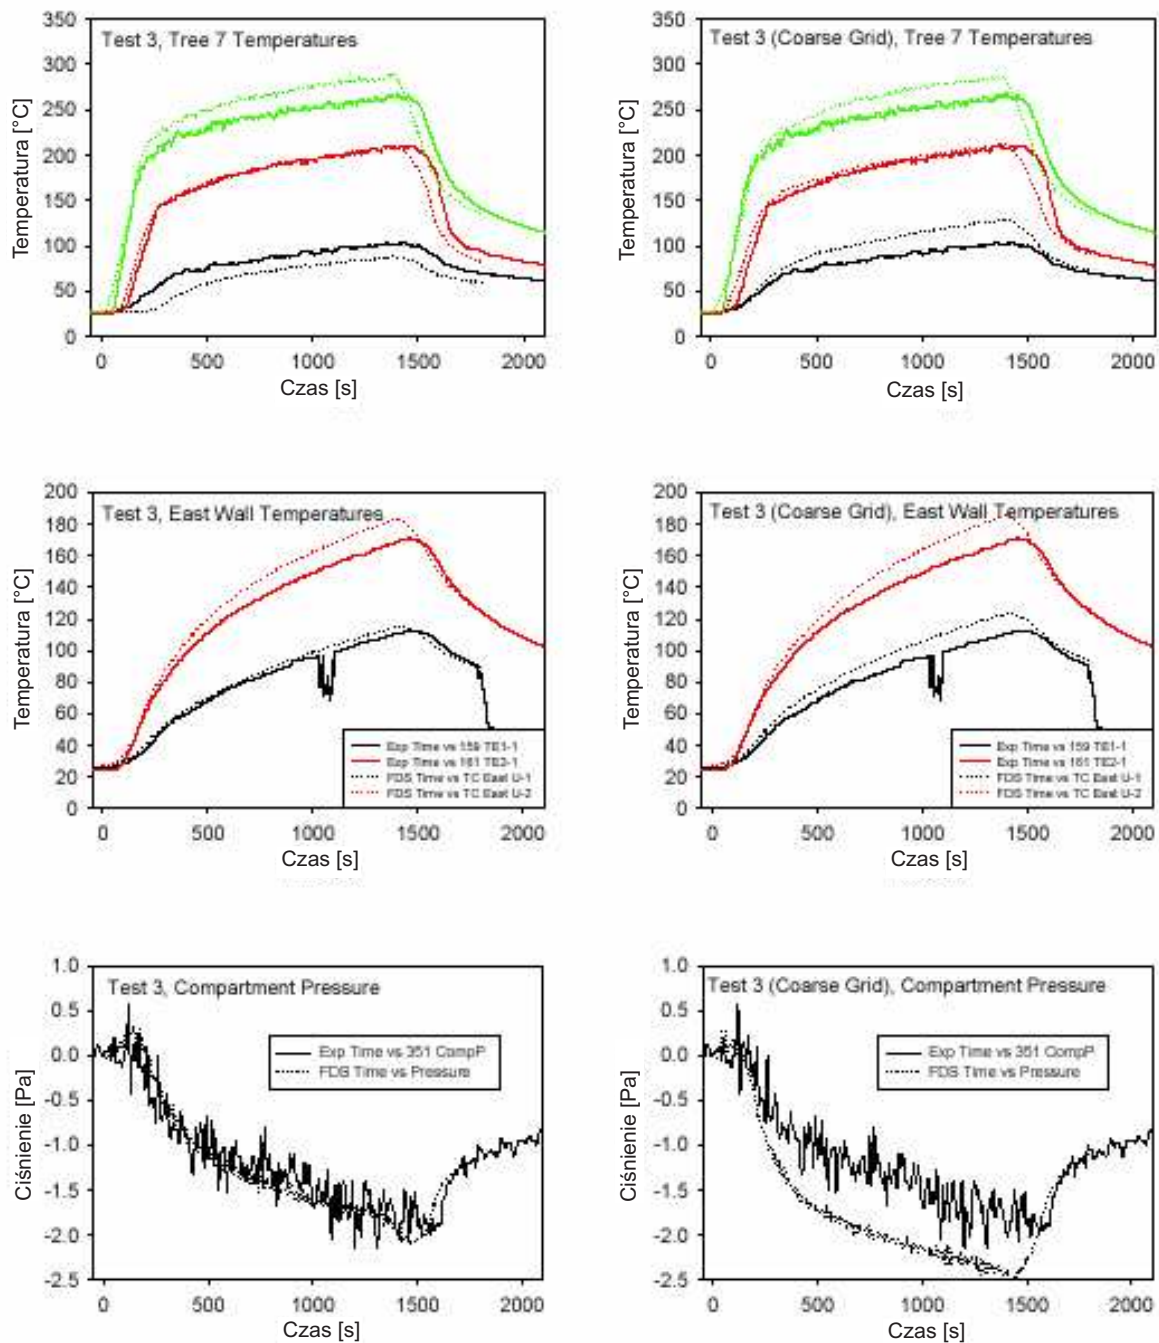 Test 3, Tree 7 Temperatures
350
300
250
200
150
100
50
0
Temperatura [°C]
0 500 1000 1500 2000
Czas [s]
Test 3 (Coarse Grid), Tree 7 Temperatures
350
300
250
200
150
100
50
0
Temperatura [°C]
0 500 1000 1500 2000
Czas [s]
Test 3, East Wall Temperatures
200
180
160
140
120
100
80
60
40
20
0
Temperatura [°C]
Exp Time vs 159 TE1-1
Exp Time vs 161 TE2-1
FDS Time vs TC East U-1
FDS Time vs TC East U-2
0 500 1000 1500 2000
Czas [s]
Test 3 (Coarse Grid), East Wall Temperatures
200
180
160
140
120
100
80
60
40
20
0
Temperatura [°C]
Exp Time vs 159 TE1-1
Exp Time vs 161 TE2-1
FDS Time vs TC East U-1
FDS Time vs TC East U-2
0 500 1000 1500 2000
Czas [s]
Test 3, Compartment Pressure
1.0
0.5
0.0
-0.5
-1.0
-1.5
-2.0
-2.5
Ciśnienie [Pa]
Exp Time vs 351 CompP
FDS Time vs Pressure
0 500 1000 1500 2000
Czas [s]
Test 3 (Coarse Grid), Compartment Pressure
1.0
0.5
0.0
-0.5
-1.0
-1.5
-2.0
-2.5
Ciśnienie [Pa]
Exp Time vs 351 CompP
FDS Time vs Pressure
0 500 1000 1500 2000
Czas [s]